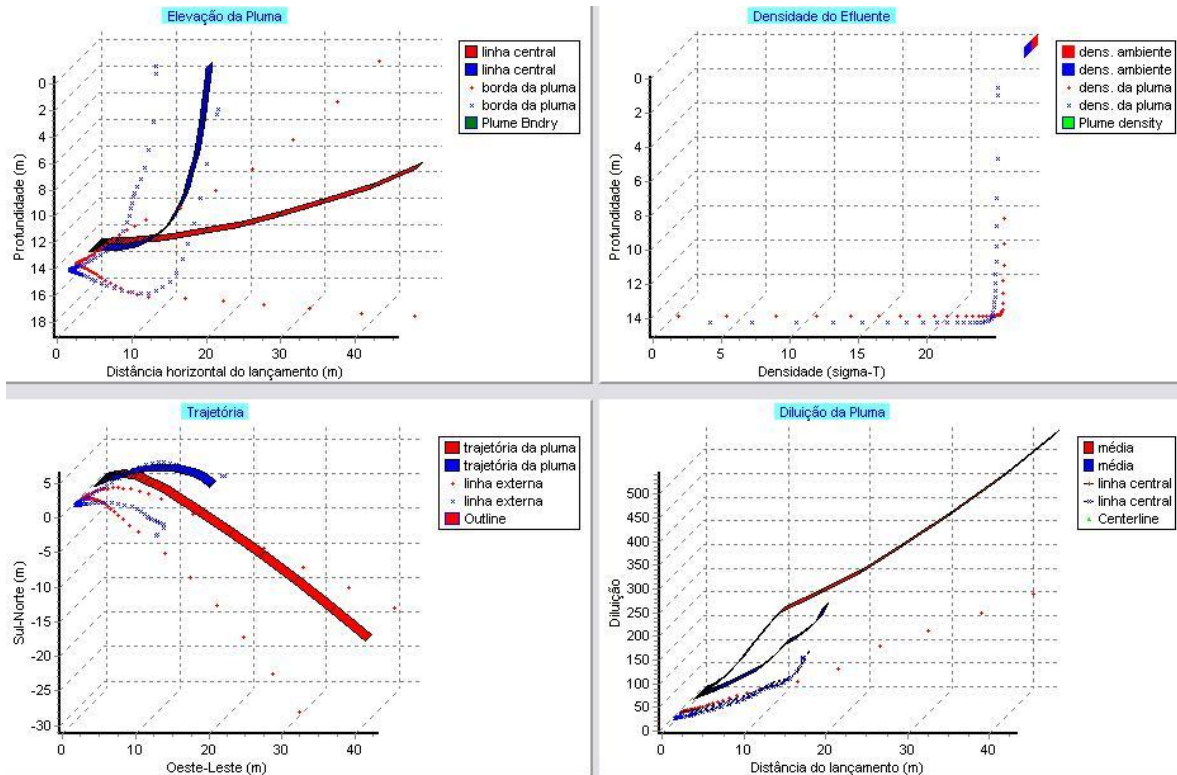 Elevação da Pluma
linha central
linha central
borda da pluma
borda da pluma
Plume Bndry
Profundidade (m)
0
2
4
6
8
10
12
14
16
18
0
10
20
30
40
Distância horizontal do lançamento (m)
Densidade do Efluente
dens. ambiente
dens. ambiente
dens. da pluma
dens. da pluma
Plume density
Profundidade (m)
0
2
4
6
8
10
12
14
0
5
10
15
20
Densidade (sigma-T)
Trajetória
trajetória da pluma
trajetória da pluma
linha externa
linha externa
Outline
Sul-Norte (m)
5
0
-5
-10
-15
-20
-25
-30
0
10
20
30
40
Oeste-Leste (m)
Diluição da Pluma
média
média
linha central
linha central
Centerline
Diluição
500
450
400
350
300
250
200
150
100
50
0
0
10
20
30
40
Distância do lançamento (m)